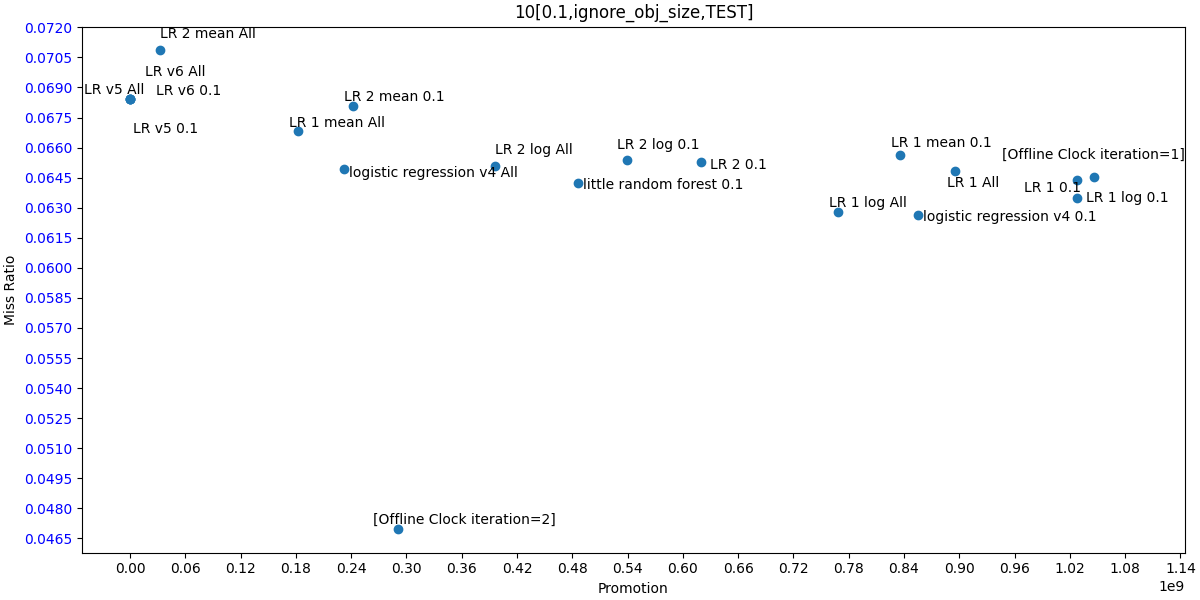 10[0.1,ignore_obj_size,TEST]
Miss Ratio
0.0720
0.0705
0.0690
0.0675
0.0660
0.0645
0.0630
0.0615
0.0600
0.0585
0.0570
0.0555
0.0540
0.0525
0.0510
0.0495
0.0480
0.0465
LR 2 mean All
LR v6 All
LR v5 All
LR v6 0.1
LR v5 0.1
LR 2 mean 0.1
LR 1 mean All
logistic regression v4 All
LR 2 log All
LR 2 log 0.1
LR 2 0.1
little random forest 0.1
LR 1 mean 0.1
[Offline Clock iteration=1]
LR 1 All
LR 1 0.1
LR 1 log 0.1
LR 1 log All
logistic regression v4 0.1
[Offline Clock iteration=2]
0.00 0.06 0.12 0.18 0.24 0.30 0.36 0.42 0.48 0.54 0.60 0.66 0.72 0.78 0.84 0.90 0.96 1.02 1.08 1.14
1e9
Promotion